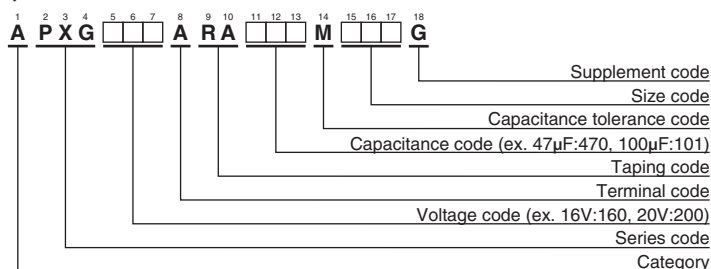 1 2 3 4 5 6 7 8 9 10 11 12 13 14 15 16 17 18
A P X G A R A M G
Supplement code
Size code
Capacitance tolerance code
Capacitance code (ex. 47µF:470, 100µF:101)
Taping code
Terminal code
Voltage code (ex. 16V:160, 20V:200)
Series code
Category